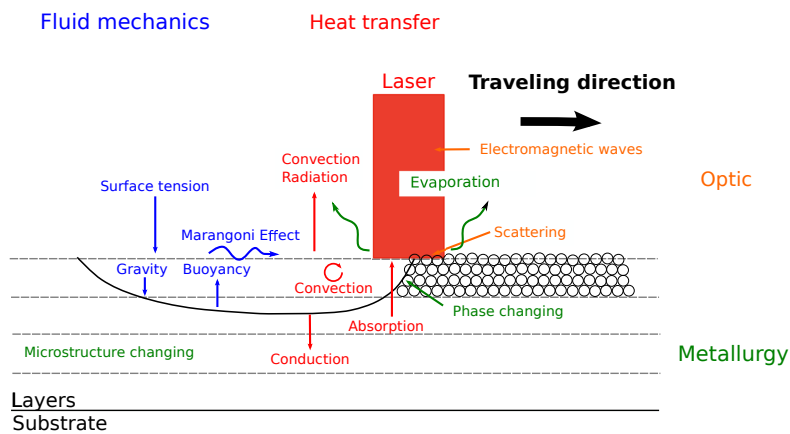 Fluid mechanics
Heat transfer
Laser
Traveling direction
Electromagnetic waves
Convection
Radiation
Evaporation
Optic
Surface tension
Scattering
Marangoni Effect
Gravity
Buoyancy
Convection
Phase changing
Absorption
Microstructure changing
Conduction
Metallurgy
Layers
Substrate